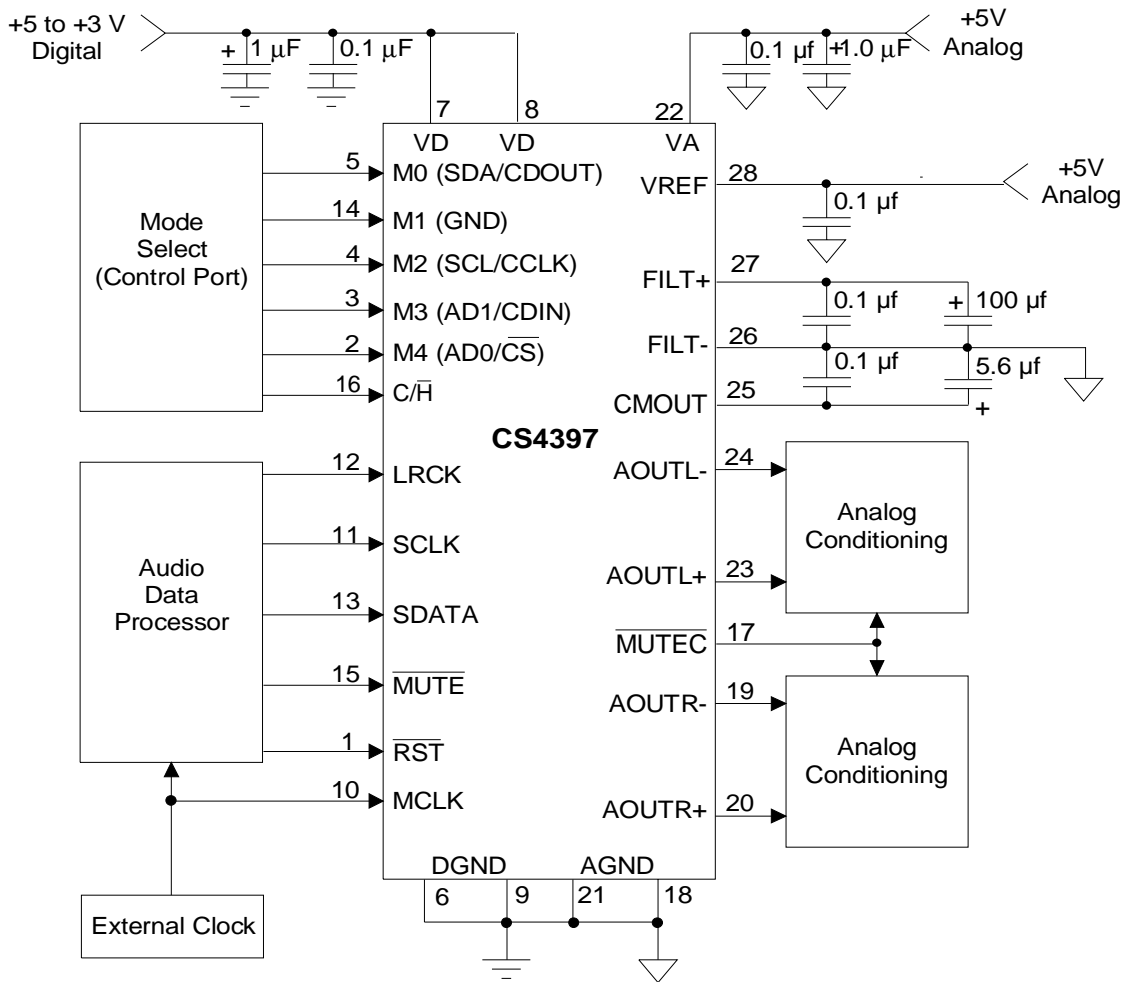 +5 to +3 V
Digital
+ 1 μF
0.1 μF
0.1 μf
+1.0 μF
+5V
Analog
7
8
22
VD
VD
VA
Mode
Select
(Control Port)
5
M0 (SDA/CDOUT)
14
M1 (GND)
4
M2 (SCL/CCLK)
3
M3 (AD1/CDIN)
2
M4 (AD0/C̅S̅)
16
C/H̅
VREF
28
+5V
Analog
0.1 μf
FILT+
27
0.1 μf
+ 100 μf
FILT-
26
0.1 μf
5.6 μf
CMOUT
25
+
CS4397
Audio
Data
Processor
12
LRCK
11
SCLK
13
SDATA
15
M̅U̅T̅E̅
1
R̅S̅T̅
10
MCLK
AOUTL-
24
AOUTL+
23
Analog
Conditioning
M̅U̅T̅E̅C̅
17
AOUTR-
19
AOUTR+
20
Analog
Conditioning
DGND
AGND
6
9
21
18
External Clock